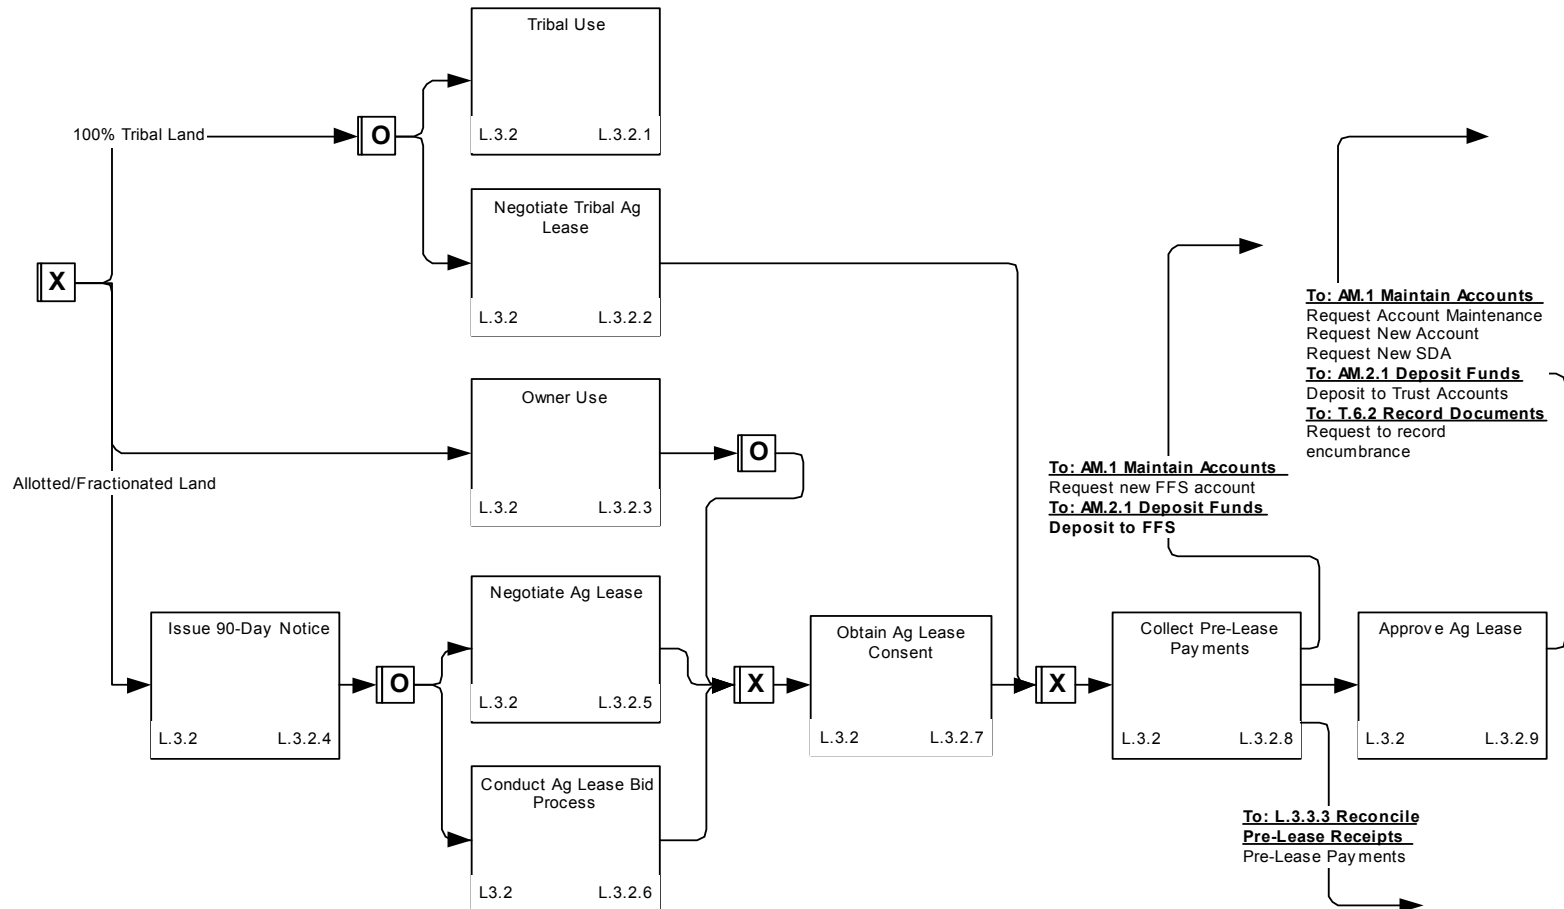 Tribal Use
L.3.2 L.3.2.1
100% Tribal Land
O
Negotiate Tribal Ag
Lease
L.3.2 L.3.2.2
X
Owner Use
L.3.2 L.3.2.3
O
Allotted/Fractionated Land
Issue 90-Day Notice
L.3.2 L.3.2.4
O
Negotiate Ag Lease
L.3.2 L.3.2.5
Conduct Ag Lease Bid
Process
L3.2 L.3.2.6
X
Obtain Ag Lease
Consent
L.3.2 L.3.2.7
X
Collect Pre-Lease
Payments
L.3.2 L.3.2.8
Approve Ag Lease
L.3.2 L.3.2.9
To: AM.1 Maintain Accounts
Request new FFS account
To: AM.2.1 Deposit Funds
Deposit to FFS
To: AM.1 Maintain Accounts
Request Account Maintenance
Request New Account
Request New SDA
To: AM.2.1 Deposit Funds
Deposit to Trust Accounts
To: T.6.2 Record Documents
Request to record
encumbrance
To: L.3.3.3 Reconcile
Pre-Lease Receipts
Pre-Lease Payments